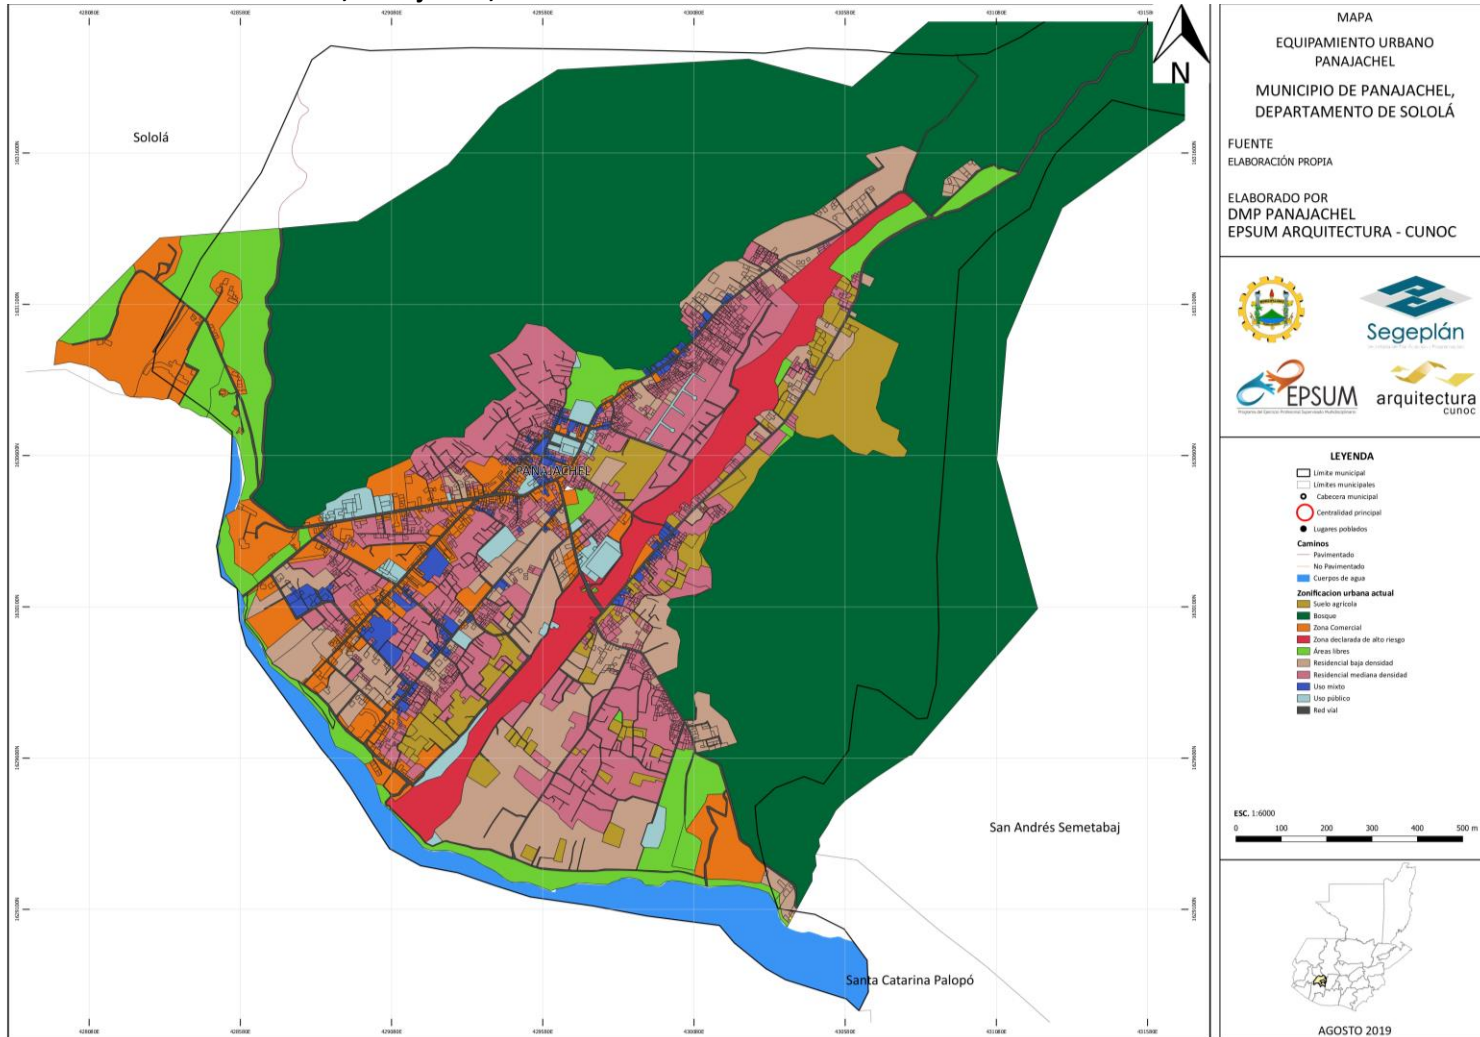 Sololá
PANAJACHEL
San Andrés Semetabaj
Santa Catarina Palopó
N
MAPA
EQUIPAMIENTO URBANO
PANAJACHEL
MUNICIPIO DE PANAJACHEL,
DEPARTAMENTO DE SOLOLÁ
FUENTE
ELABORACIÓN PROPIA
ELABORADO POR
DMP PANAJACHEL
EPSUM ARQUITECTURA - CUNOC
Segeplán
EPSUM
arquitectura
cunoc
LEYENDA
Límite municipal
Límites municipales
Cabecera municipal
Centralidad principal
Lugares poblados
Caminos
Pavimentado
No Pavimentado
Cuerpos de agua
Zonificacion urbana actual
Suelo agrícola
Bosque
Zona Comercial
Zona declarada de alto riesgo
Áreas libres
Residencial baja densidad
Residencial mediana densidad
Uso mixto
Uso público
Red vial
ESC. 1:6000
0 100 200 300 400 500 m
AGOSTO 2019